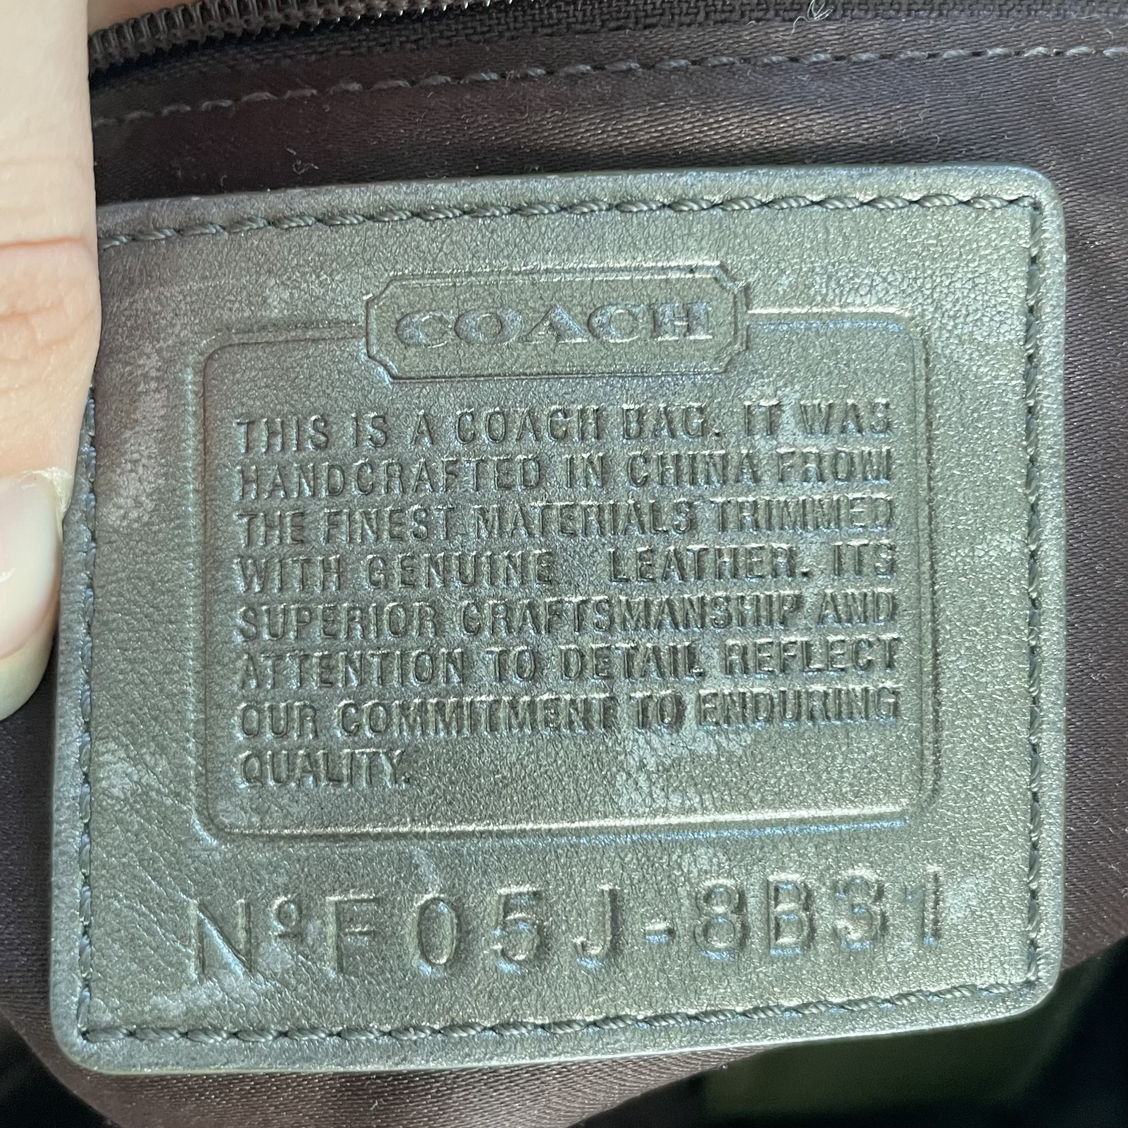 COACH
THIS IS A COACH BAG. IT WAS
HANDCRAFTED IN CHINA FROM
THE FINEST MATERIALS TRIMMED
WITH GENUINE LEATHER. ITS
SUPERIOR CRAFTSMANSHIP AND
ATTENTION TO DETAIL REFLECT
OUR COMMITMENT TO ENDURING
QUALITY.
Nº F05J-8B31